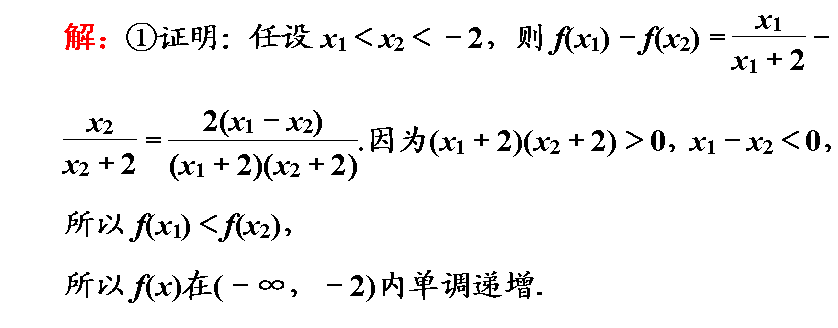 解：①证明：任设 x₁＜x₂＜－2，则 f(x₁)－f(x₂)＝x₁/(x₁＋2)－
x₂/(x₂＋2)＝2(x₁－x₂)/((x₁＋2)(x₂＋2)).因为(x₁＋2)(x₂＋2)＞0，x₁－x₂＜0，
所以 f(x₁)＜f(x₂)，
所以 f(x)在(－∞，－2)内单调递增.